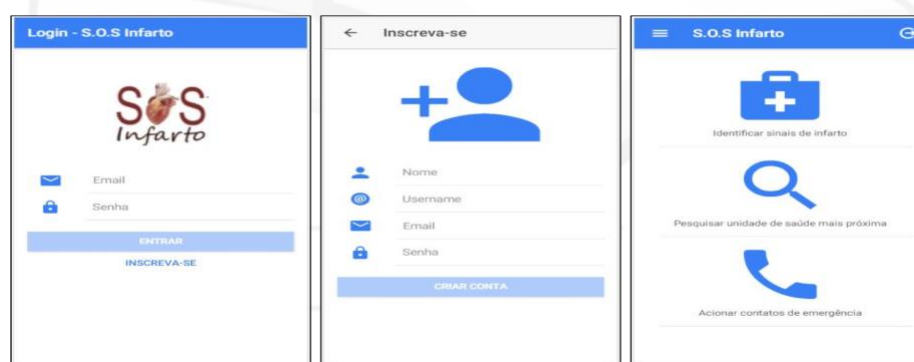 Login - S.O.S Infarto
SOS
Infarto
Email
Senha
ENTRAR
INSCREVA-SE
Inscreva-se
Nome
Username
Email
Senha
CRIAR CONTA
S.O.S Infarto
Identificar sinais de infarto
Pesquisar unidade de saúde mais próxima
Acionar contatos de emergência